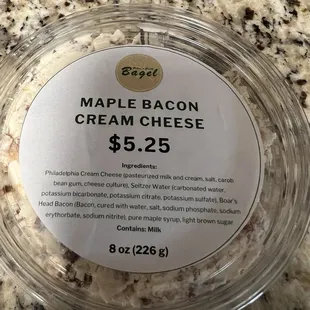 Bagel
MAPLE BACON
CREAM CHEESE
$5.25
Ingredients:
Philadelphia Cream Cheese (pasteurized milk and cream, salt, carob
bean gum, cheese culture), Seltzer Water (carbonated water,
potassium bicarbonate, potassium citrate, potassium sulfate), Boar's
Head Bacon (Bacon, cured with water, salt, sodium phosphate, sodium
erythorbate, sodium nitrite), pure maple syrup, light brown sugar
Contains: Milk
8 oz (226 g)